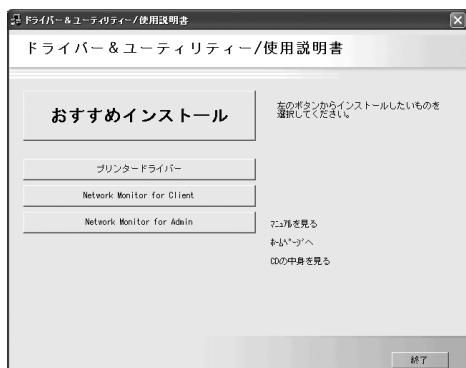 ドライバー＆ユーティリティー/使用説明書
ドライバー＆ユーティリティー/使用説明書
おすすめインストール
左のボタンからインストールしたいものを
選択してください。
プリンタードライバー
Network Monitor for Client
Network Monitor for Admin
ﾏﾆｭｱﾙを見る
ﾎｰﾑﾍﾟｰｼﾞへ
CDの中身を見る
終了